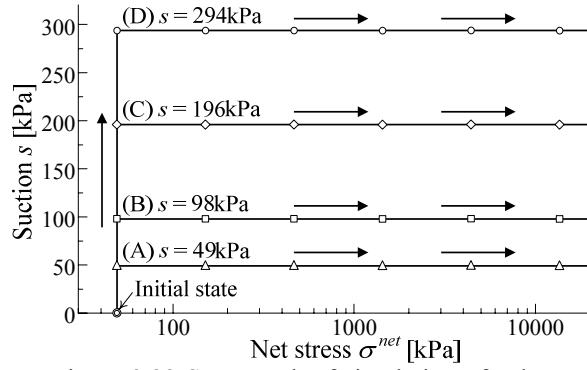 (D) s = 294kPa
300
250
(C) s = 196kPa
200
150
(B) s = 98kPa
100
(A) s = 49kPa
50
Initial state
0
100 1000 10000
Suction s [kPa]
Net stress σ^net [kPa]